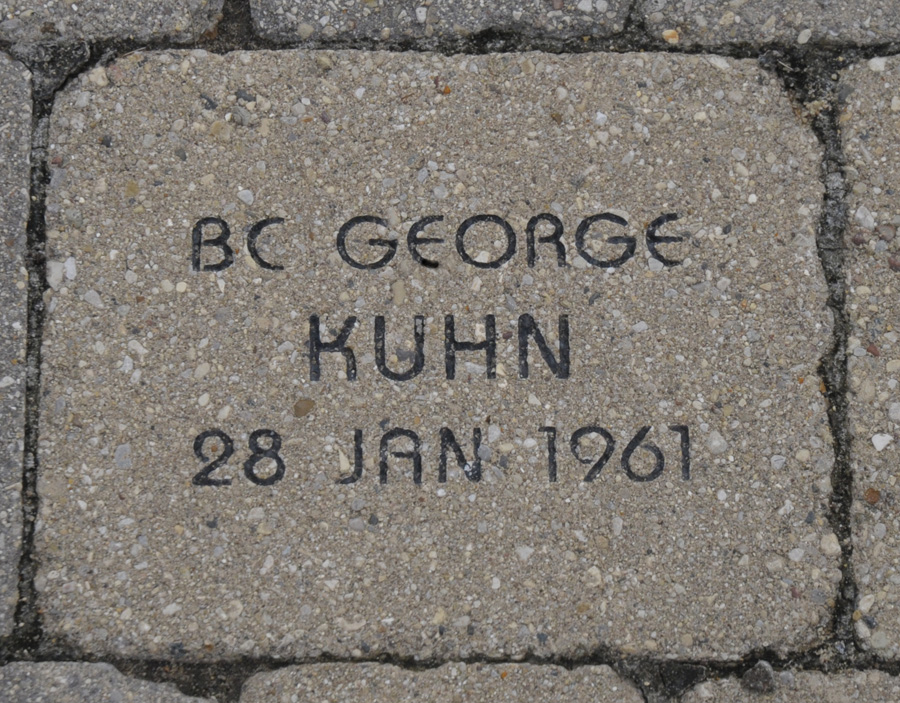 BC GEORGE
KUHN
28 JAN 1961